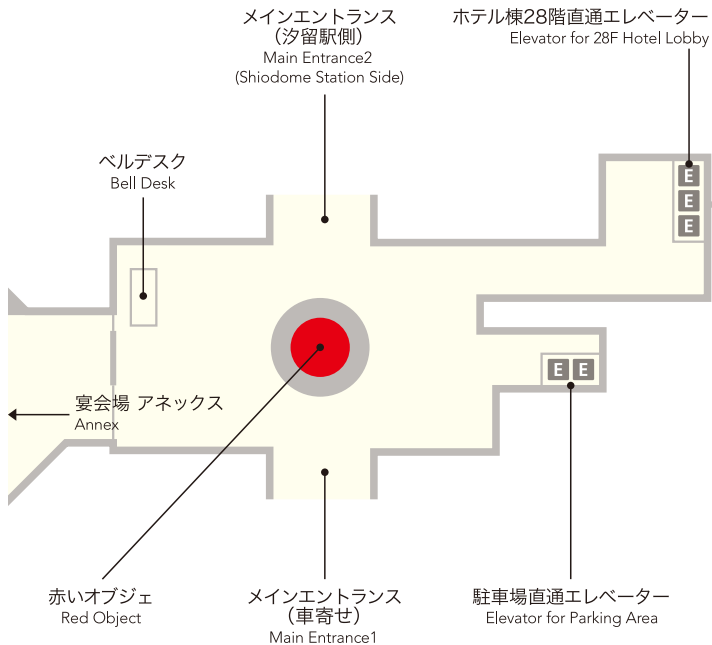 メインエントランス
（汐留駅側）
Main Entrance2
(Shiodome Station Side)
ホテル棟28階直通エレベーター
Elevator for 28F Hotel Lobby
ベルデスク
Bell Desk
E
E
E
E E
宴会場 アネックス
Annex
赤いオブジェ
Red Object
メインエントランス
（車寄せ）
Main Entrance1
駐車場直通エレベーター
Elevator for Parking Area